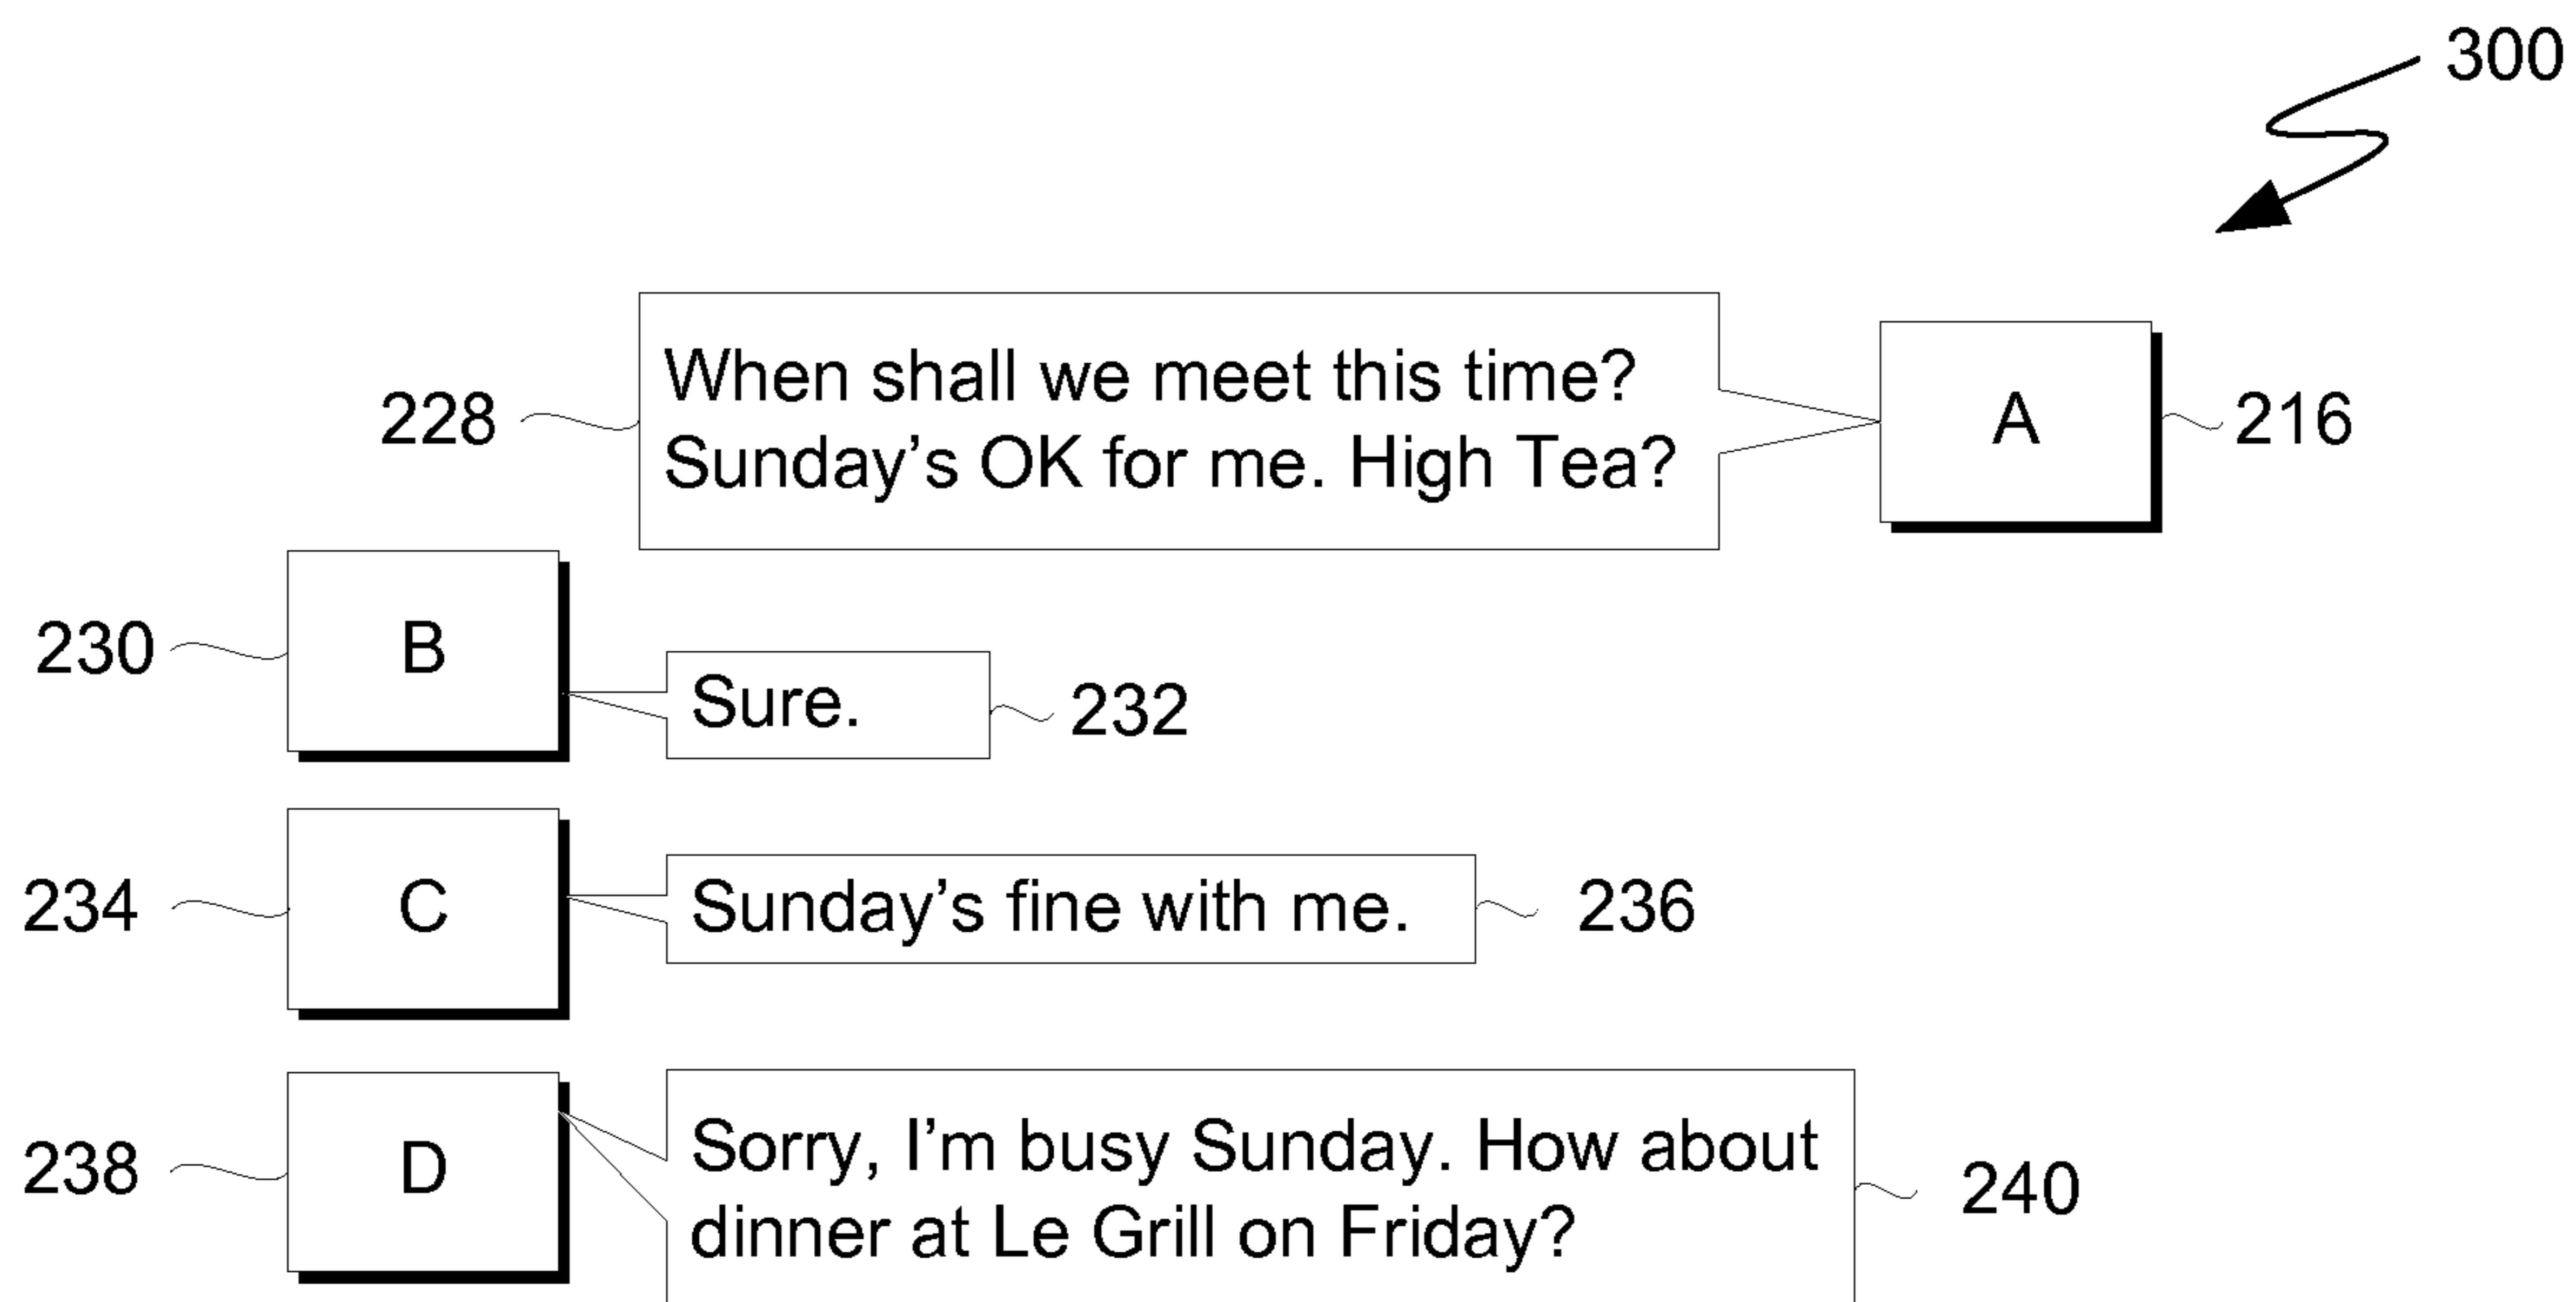 300
When shall we meet this time?
Sunday’s OK for me. High Tea?
228
A
216
B
230
Sure.
232
C
234
Sunday’s fine with me.
236
D
238
Sorry, I’m busy Sunday. How about
dinner at Le Grill on Friday?
240